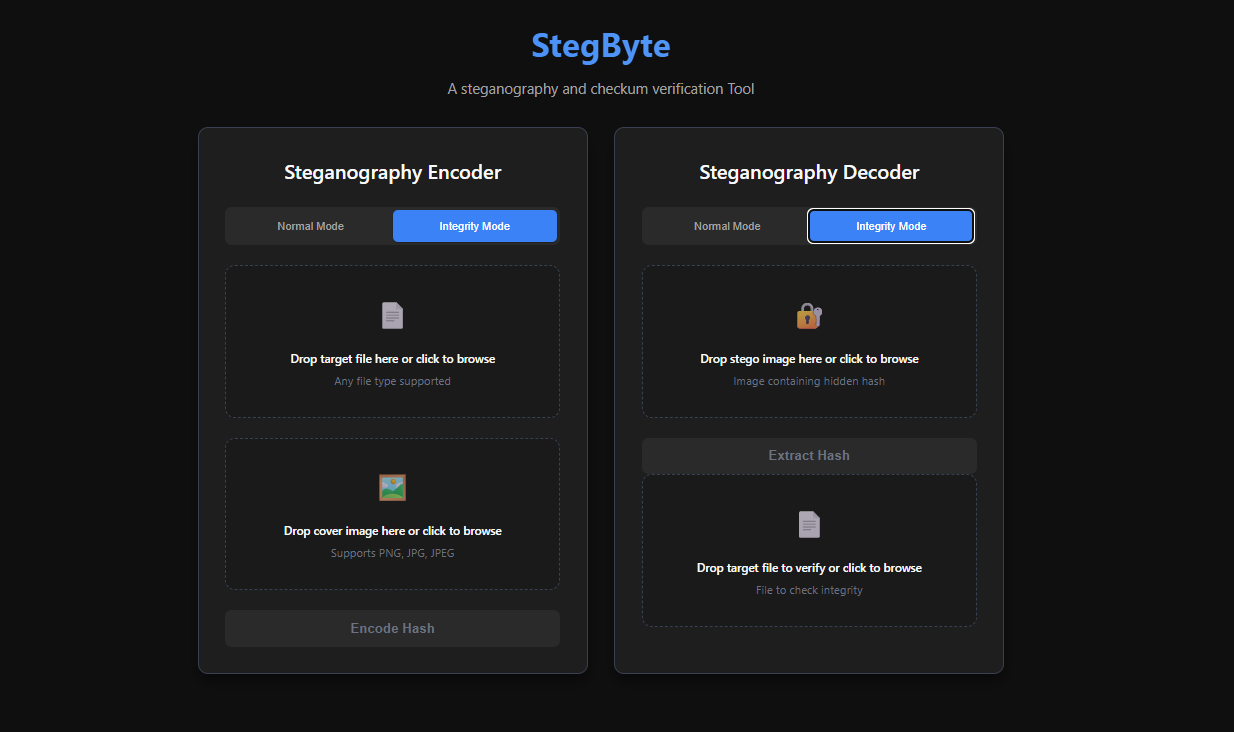 StegByte
A steganography and checkum verification Tool
Steganography Encoder
Normal Mode
Integrity Mode
Drop target file here or click to browse
Any file type supported
Drop cover image here or click to browse
Supports PNG, JPG, JPEG
Encode Hash
Steganography Decoder
Normal Mode
Integrity Mode
Drop stego image here or click to browse
Image containing hidden hash
Extract Hash
Drop target file to verify or click to browse
File to check integrity